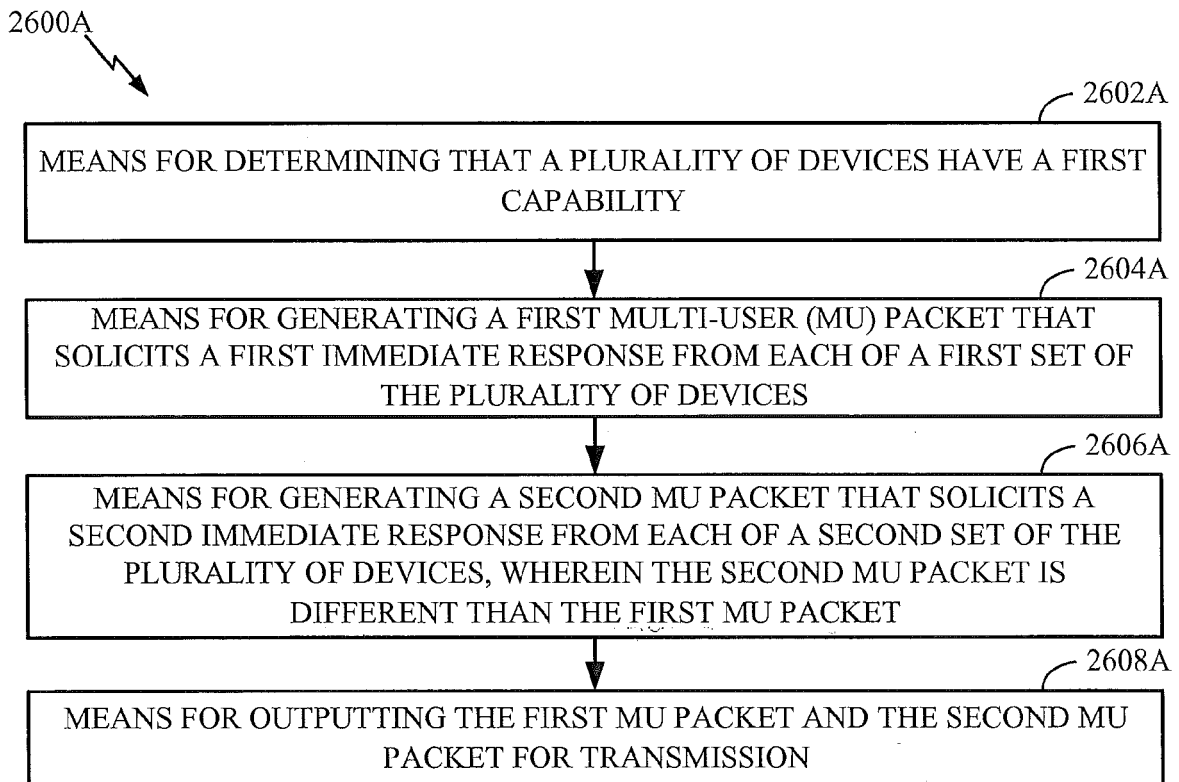 2600A
2602A
MEANS FOR DETERMINING THAT A PLURALITY OF DEVICES HAVE A FIRST
CAPABILITY
2604A
MEANS FOR GENERATING A FIRST MULTI-USER (MU) PACKET THAT
SOLICITS A FIRST IMMEDIATE RESPONSE FROM EACH OF A FIRST SET OF
THE PLURALITY OF DEVICES
2606A
MEANS FOR GENERATING A SECOND MU PACKET THAT SOLICITS A
SECOND IMMEDIATE RESPONSE FROM EACH OF A SECOND SET OF THE
PLURALITY OF DEVICES, WHEREIN THE SECOND MU PACKET IS
DIFFERENT THAN THE FIRST MU PACKET
2608A
MEANS FOR OUTPUTTING THE FIRST MU PACKET AND THE SECOND MU
PACKET FOR TRANSMISSION